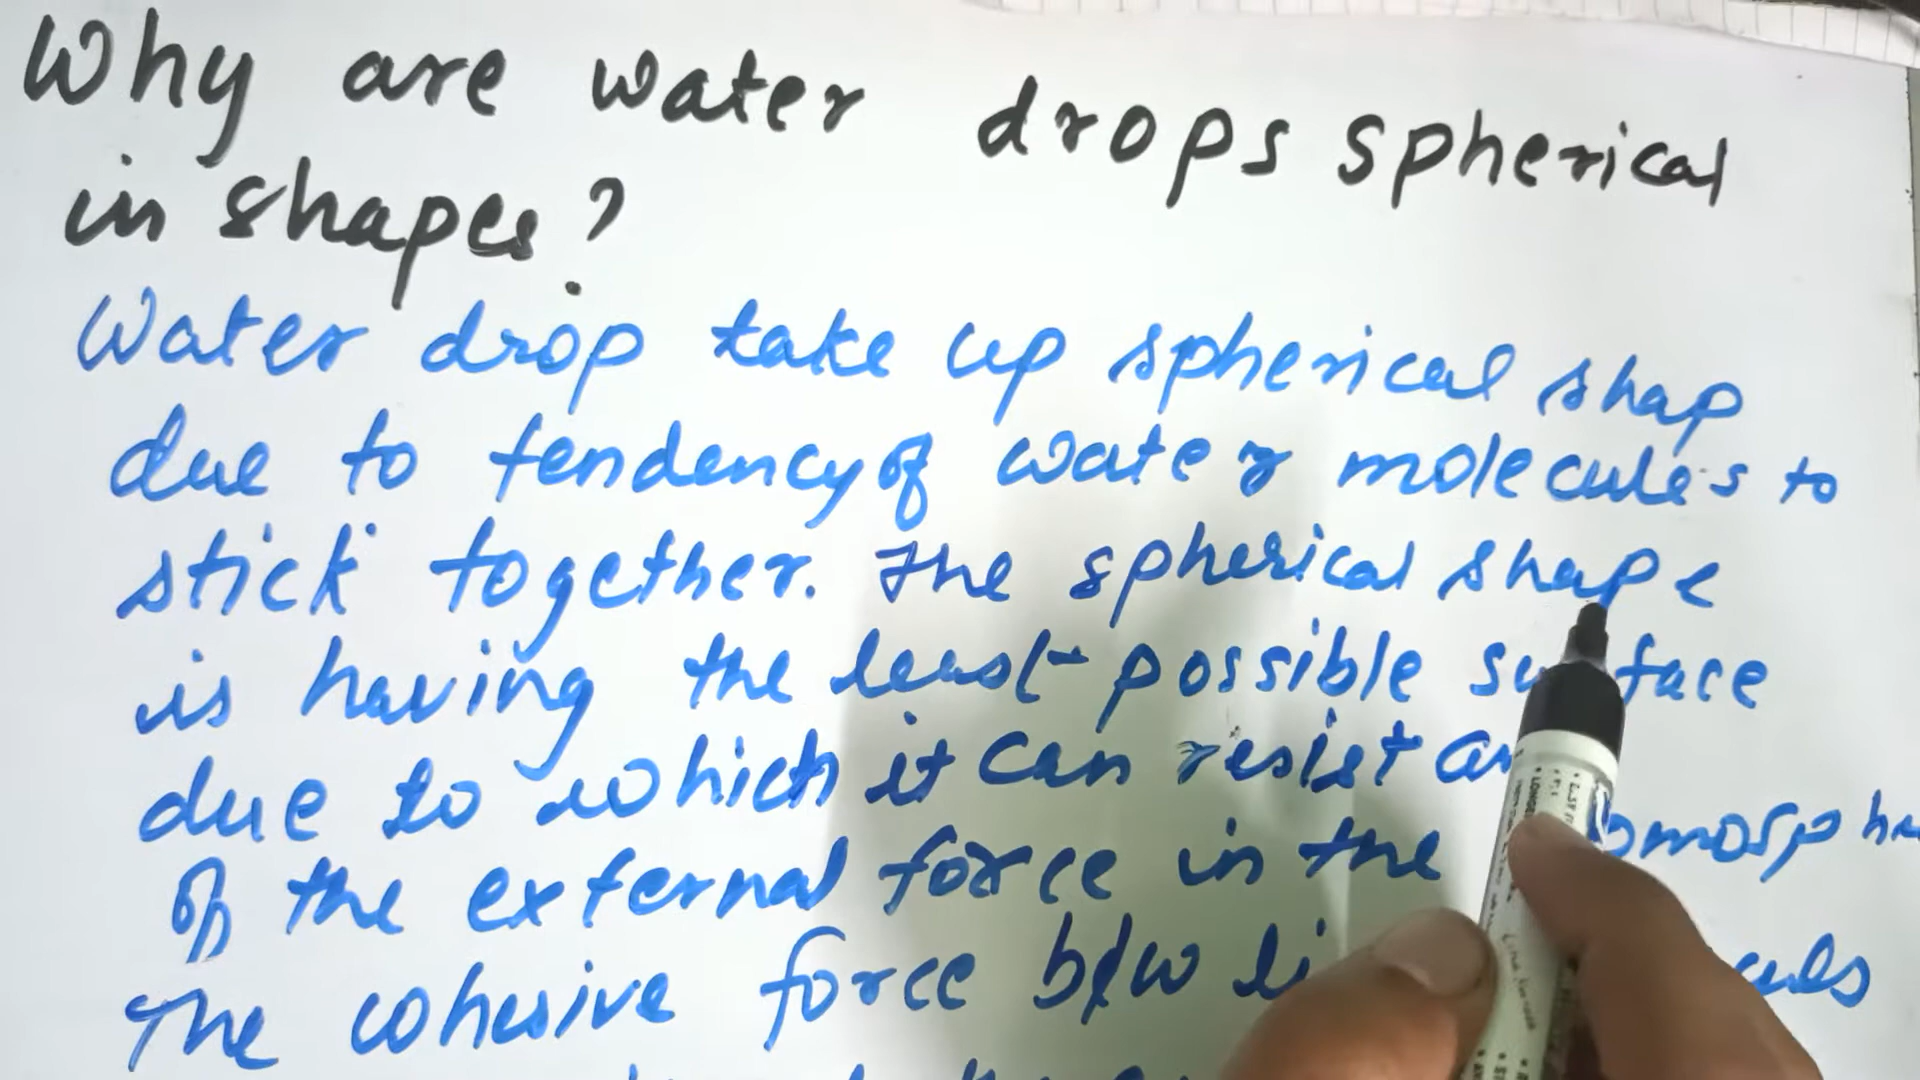 Why are water drops spherical
in shapes?
Water drop take up spherical shap
due to tendency of water molecules to
stick together. The spherical shape
is having the least possible
due to which it can resist
of the external force in the
The cohesive force b/w